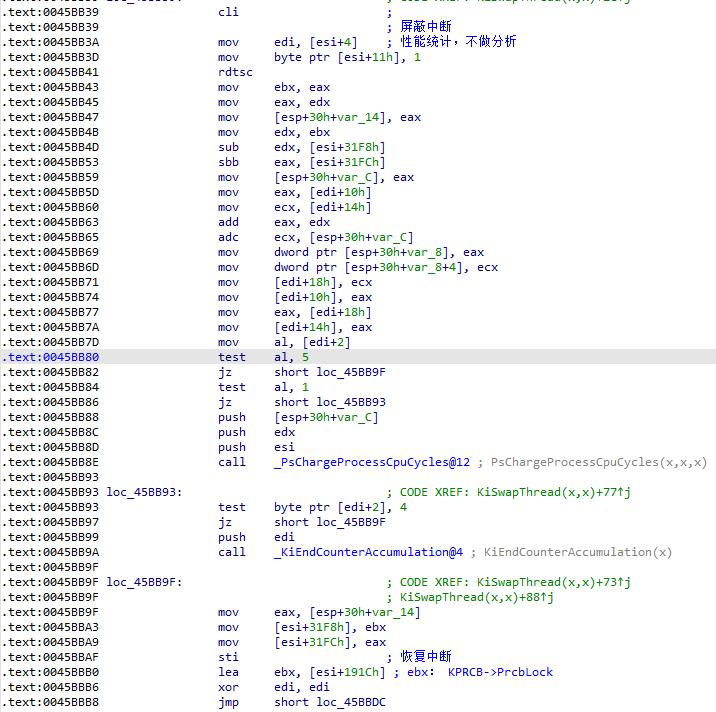 .text:0045BB39 cli ;
.text:0045BB39 ; 屏蔽中断
.text:0045BB3A mov edi, [esi+4] ; 性能统计，不做分析
.text:0045BB3D mov byte ptr [esi+11h], 1
.text:0045BB41 rdtsc
.text:0045BB43 mov ebx, eax
.text:0045BB45 mov eax, edx
.text:0045BB47 mov [esp+30h+var_14], eax
.text:0045BB4B mov edx, ebx
.text:0045BB4D sub edx, [esi+31F8h]
.text:0045BB53 sbb eax, [esi+31FCh]
.text:0045BB59 mov [esp+30h+var_C], eax
.text:0045BB5D mov eax, [edi+10h]
.text:0045BB60 mov ecx, [edi+14h]
.text:0045BB63 add eax, edx
.text:0045BB65 adc ecx, [esp+30h+var_C]
.text:0045BB69 mov dword ptr [esp+30h+var_8], eax
.text:0045BB6D mov dword ptr [esp+30h+var_8+4], ecx
.text:0045BB71 mov [edi+18h], ecx
.text:0045BB74 mov [edi+10h], eax
.text:0045BB77 mov eax, [edi+18h]
.text:0045BB7A mov [edi+14h], eax
.text:0045BB7D mov al, [edi+2]
.text:0045BB80 test al, 5
.text:0045BB82 jz short loc_45BB9F
.text:0045BB84 test al, 1
.text:0045BB86 jz short loc_45BB93
.text:0045BB88 push [esp+30h+var_C]
.text:0045BB8C push edx
.text:0045BB8D push esi
.text:0045BB8E call _PsChargeProcessCpuCycles@12 ; PsChargeProcessCpuCycles(x,x,x)
.text:0045BB93
.text:0045BB93 loc_45BB93: ; CODE XREF: KiSwapThread(x,x)+77↑j
.text:0045BB93 test byte ptr [edi+2], 4
.text:0045BB97 jz short loc_45BB9F
.text:0045BB99 push edi
.text:0045BB9A call _KiEndCounterAccumulation@4 ; KiEndCounterAccumulation(x)
.text:0045BB9F
.text:0045BB9F loc_45BB9F: ; CODE XREF: KiSwapThread(x,x)+73↑j
.text:0045BB9F ; KiSwapThread(x,x)+88↑j
.text:0045BB9F mov eax, [esp+30h+var_14]
.text:0045BBA3 mov [esi+31F8h], ebx
.text:0045BBA9 mov [esi+31FCh], eax
.text:0045BBAF sti ; 恢复中断
.text:0045BBB0 lea ebx, [esi+191Ch] ; ebx： KPRCB->PrcbLock
.text:0045BBB6 xor edi, edi
.text:0045BBB8 jmp short loc_45BBDC